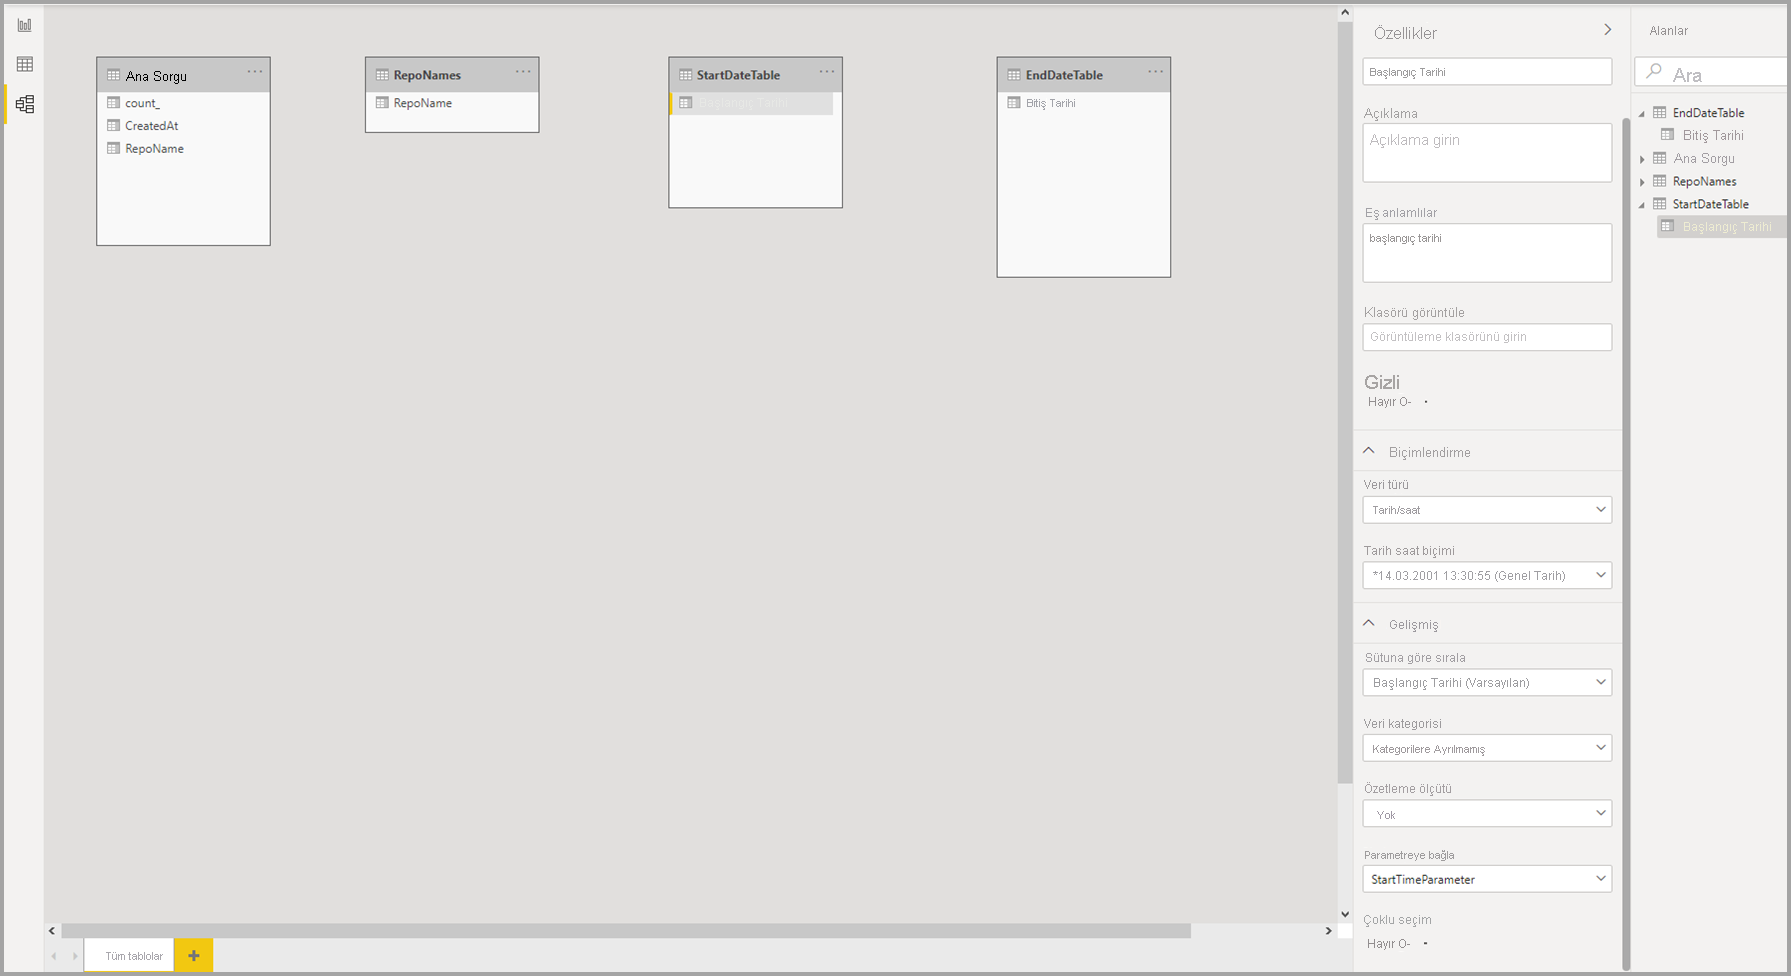 Ana Sorgu
count_
CreatedAt
RepoName
RepoNames
RepoName
StartDateTable
Başlangıç Tarihi
EndDateTable
Bitiş Tarihi
Tüm tablolar
+
Özellikler
Başlangıç Tarihi
Açıklama
Açıklama girin
Eş anlamlılar
başlangıç tarihi
Klasörü görüntüle
Görüntüleme klasörünü girin
Gizli
Hayır O-
Biçimlendirme
Veri türü
Tarih/saat
Tarih saat biçimi
*14.03.2001 13:30:55 (Genel Tarih)
Gelişmiş
Sütuna göre sırala
Başlangıç Tarihi (Varsayılan)
Veri kategorisi
Kategorilere Ayrılmamış
Özetleme ölçütü
Yok
Parametreye bağla
StartTimeParameter
Çoklu seçim
Hayır O-
Alanlar
Ara
EndDateTable
Bitiş Tarihi
Ana Sorgu
RepoNames
StartDateTable
Başlangıç Tarihi